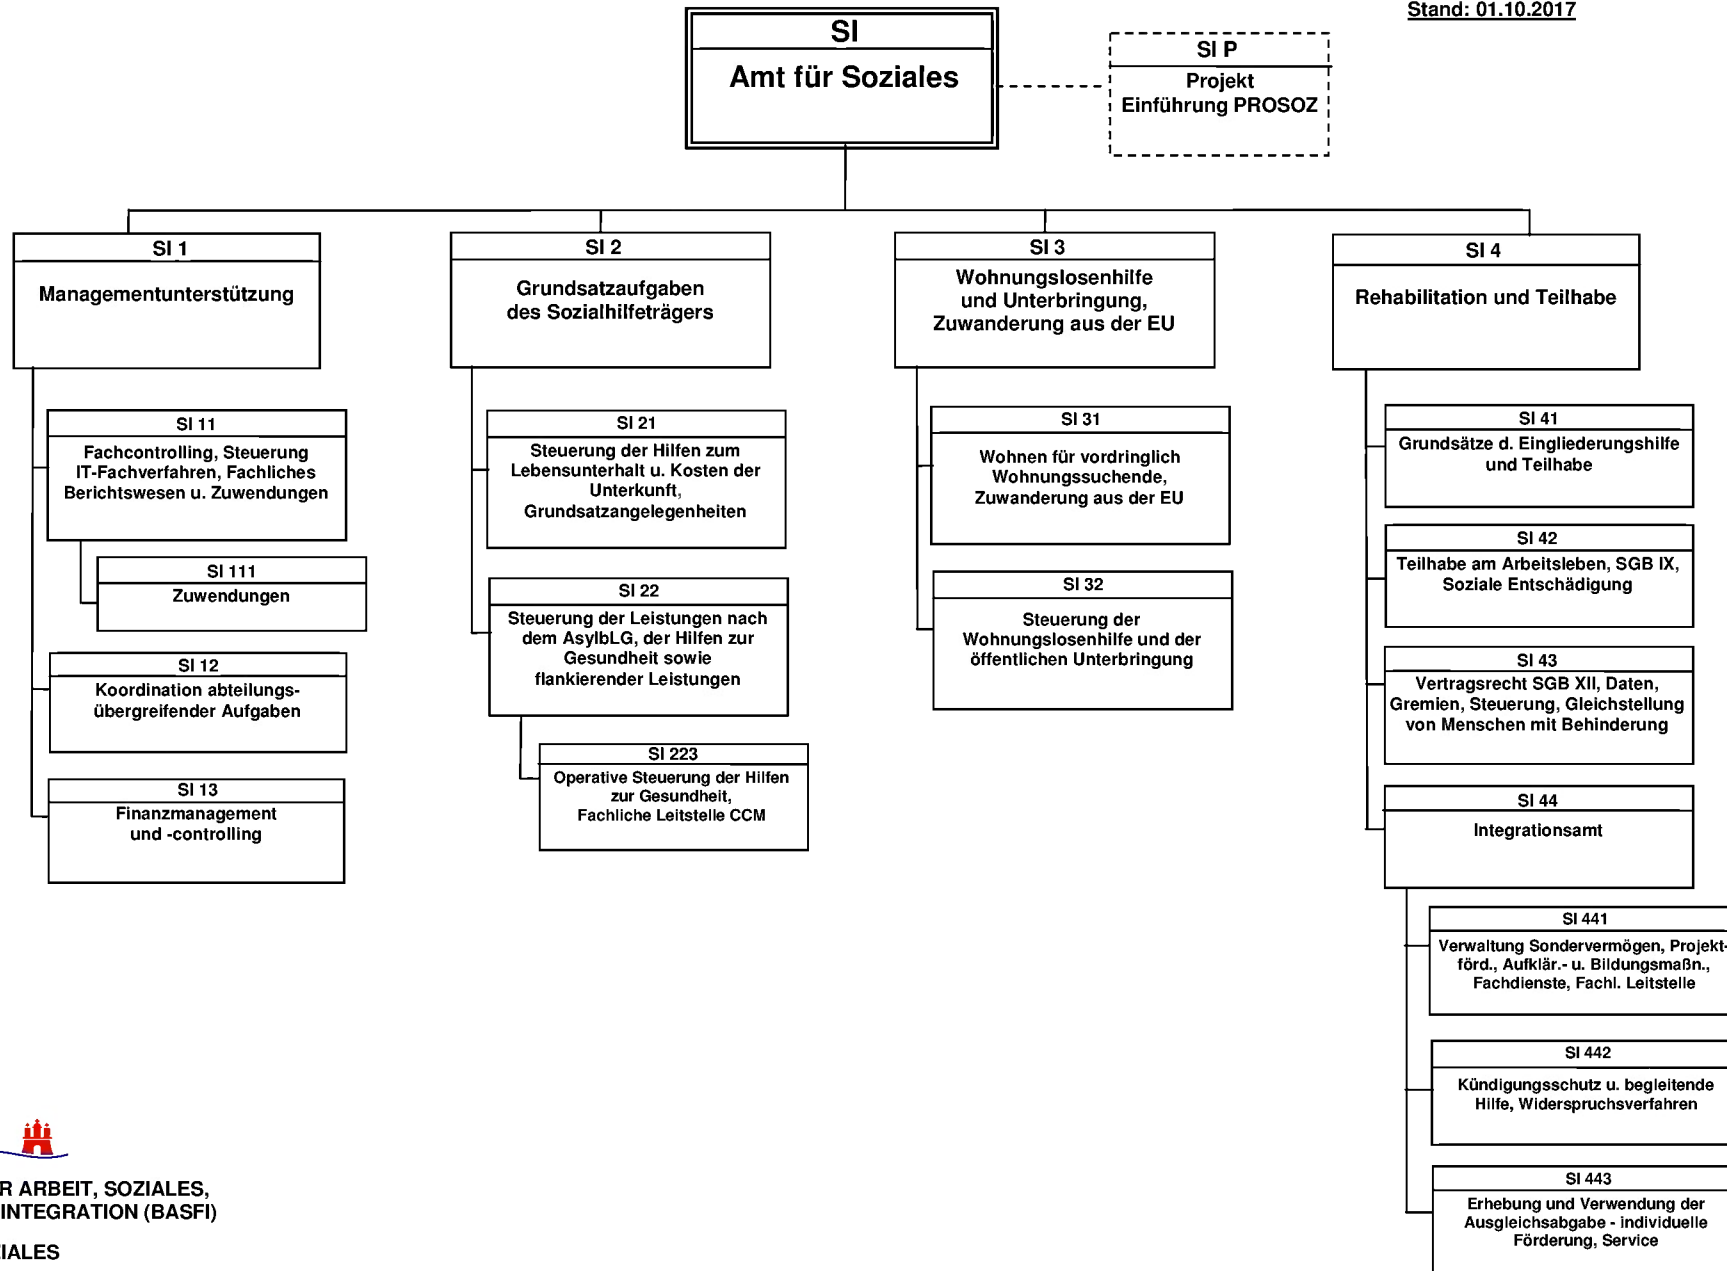 Stand: 01.10.2017
SI
Amt für Soziales
SI P
Projekt
Einführung PROSOZ
SI 1
Managementunterstützung
SI 11
Fachcontrolling, Steuerung
IT-Fachverfahren, Fachliches
Berichtswesen u. Zuwendungen
SI 111
Zuwendungen
SI 12
Koordination abteilungs-
übergreifender Aufgaben
SI 13
Finanzmanagement
und -controlling
SI 2
Grundsatzaufgaben
des Sozialhilfeträgers
SI 21
Steuerung der Hilfen zum
Lebensunterhalt u. Kosten der
Unterkunft,
Grundsatzangelegenheiten
SI 22
Steuerung der Leistungen nach
dem AsylbLG, der Hilfen zur
Gesundheit sowie
flankierender Leistungen
SI 223
Operative Steuerung der Hilfen
zur Gesundheit,
Fachliche Leitstelle CCM
SI 3
Wohnungslosenhilfe
und Unterbringung,
Zuwanderung aus der EU
SI 31
Wohnen für vordringlich
Wohnungssuchende,
Zuwanderung aus der EU
SI 32
Steuerung der
Wohnungslosenhilfe und der
öffentlichen Unterbringung
SI 4
Rehabilitation und Teilhabe
SI 41
Grundsätze d. Eingliederungshilfe
und Teilhabe
SI 42
Teilhabe am Arbeitsleben, SGB IX,
Soziale Entschädigung
SI 43
Vertragsrecht SGB XII, Daten,
Gremien, Steuerung, Gleichstellung
von Menschen mit Behinderung
SI 44
Integrationsamt
SI 441
Verwaltung Sondervermögen, Projekt-
förd., Aufklär.- u. Bildungsmaßn.,
Fachdienste, Fachl. Leitstelle
SI 442
Kündigungsschutz u. begleitende
Hilfe, Widerspruchsverfahren
SI 443
Erhebung und Verwendung der
Ausgleichsabgabe - individuelle
Förderung, Service
R ARBEIT, SOZIALES,
INTEGRATION (BASFI)
IALES